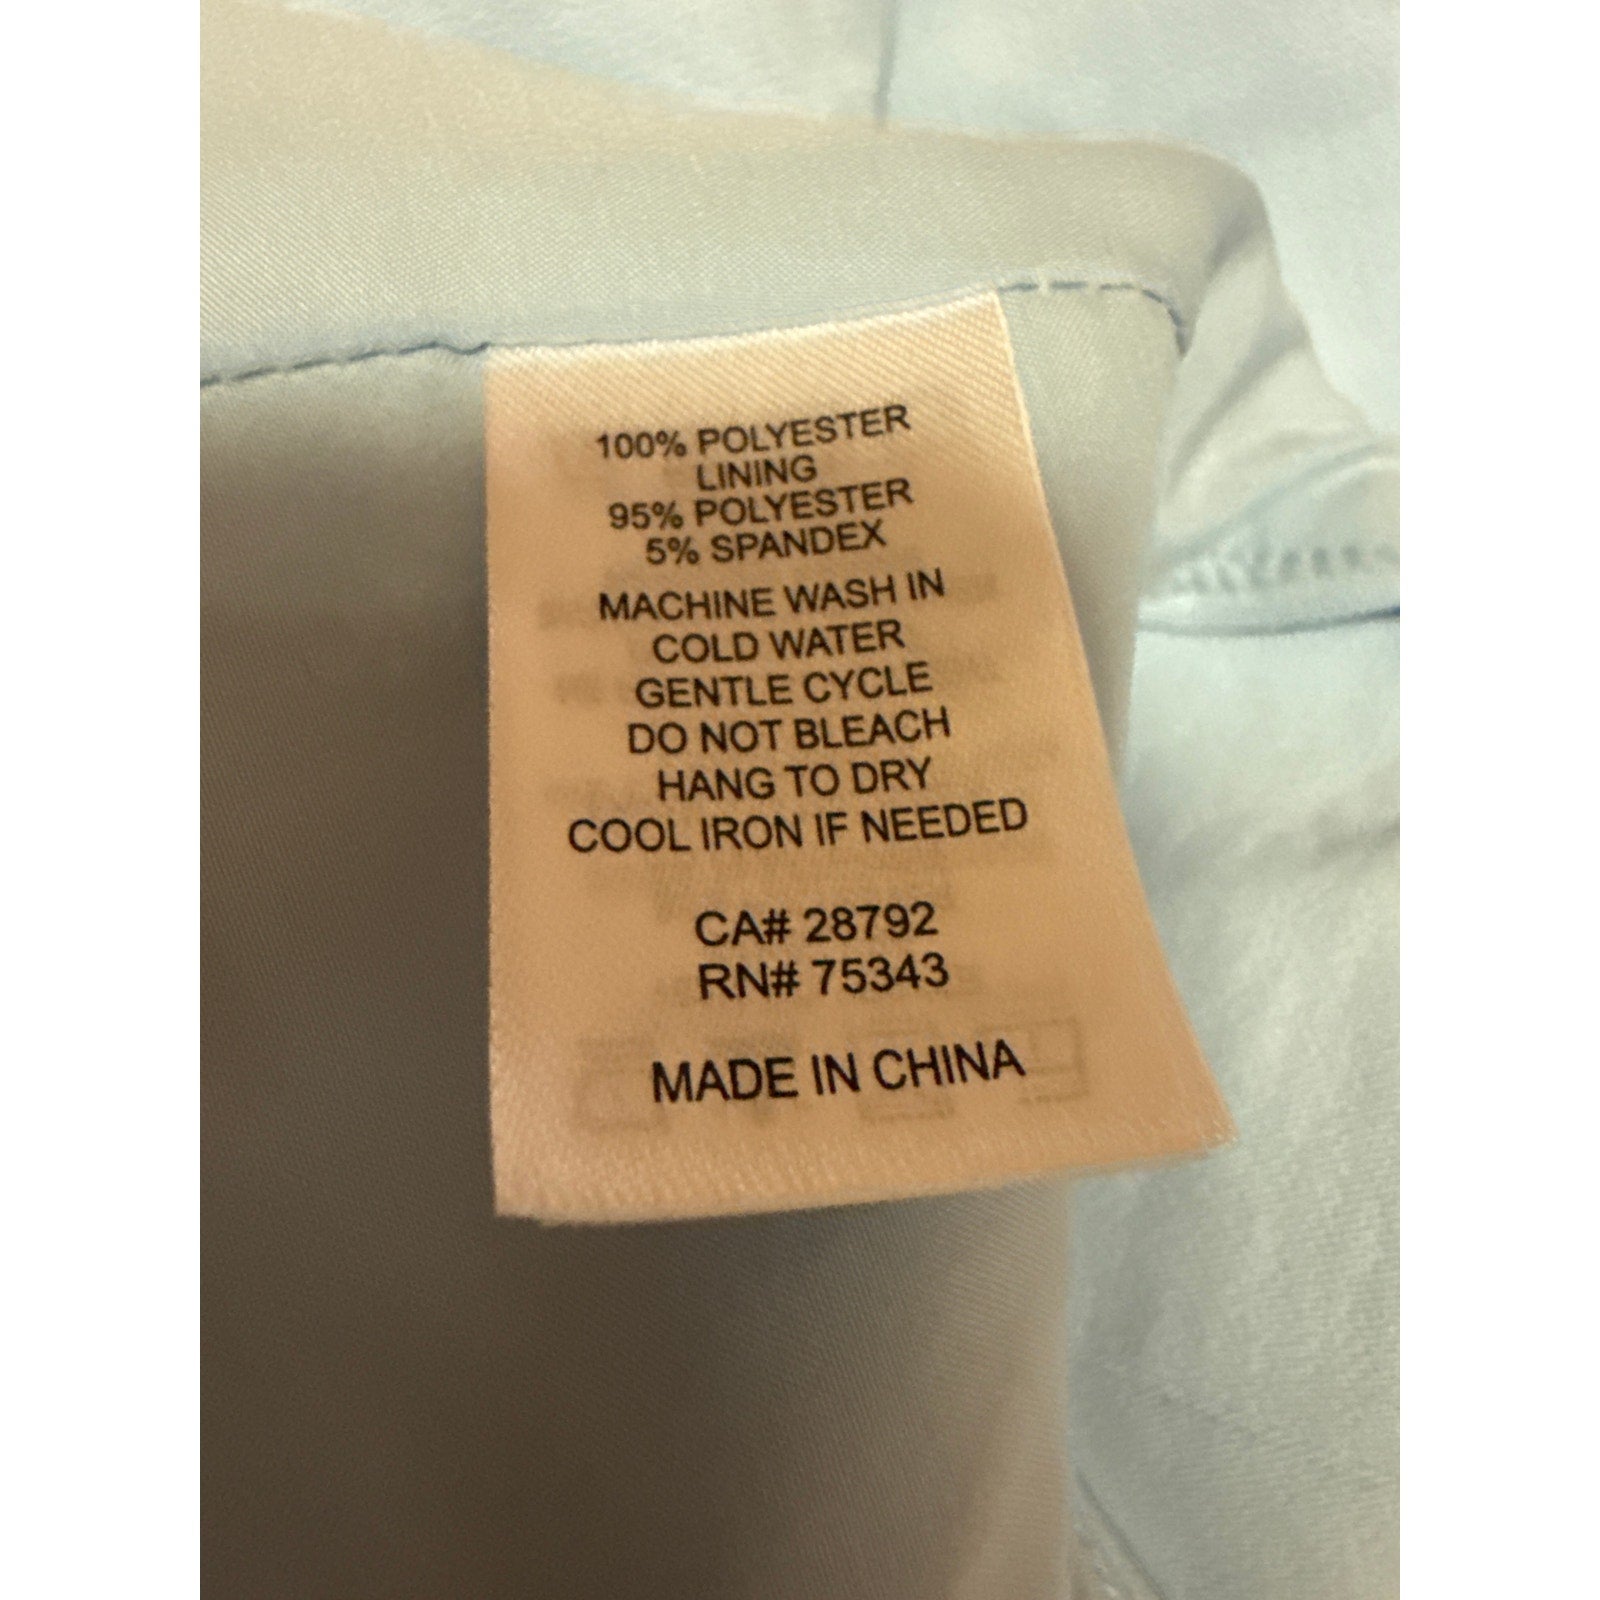 100% POLYESTER
LINING
95% POLYESTER
5% SPANDEX
MACHINE WASH IN
COLD WATER
GENTLE CYCLE
DO NOT BLEACH
HANG TO DRY
COOL IRON IF NEEDED
CA# 28792
RN# 75343
MADE IN CHINA